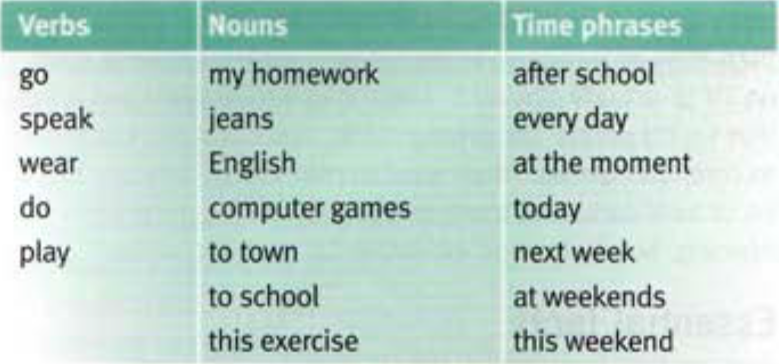 Verbs Nouns Time phrases
go my homework after school
speak jeans every day
wear English at the moment
do computer games today
play to town next week
to school at weekends
this exercise this weekend